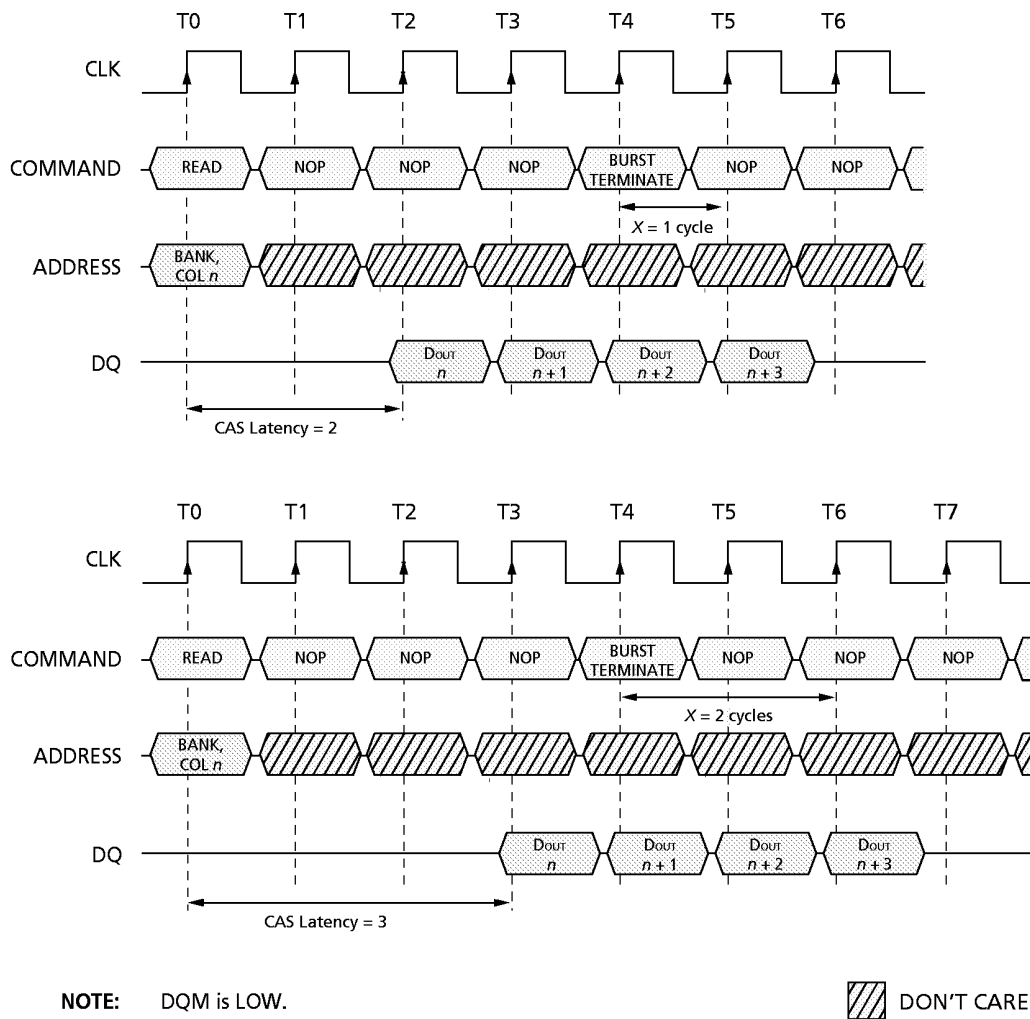 T0 T1 T2 T3 T4 T5 T6
CLK
COMMAND READ NOP NOP NOP BURST TERMINATE NOP NOP
X = 1 cycle
ADDRESS BANK, COL n
DQ DOUT n DOUT n + 1 DOUT n + 2 DOUT n + 3
CAS Latency = 2
T0 T1 T2 T3 T4 T5 T6 T7
CLK
COMMAND READ NOP NOP NOP BURST TERMINATE NOP NOP NOP
X = 2 cycles
ADDRESS BANK, COL n
DQ DOUT n DOUT n + 1 DOUT n + 2 DOUT n + 3
CAS Latency = 3
NOTE: DQM is LOW.
DON'T CARE